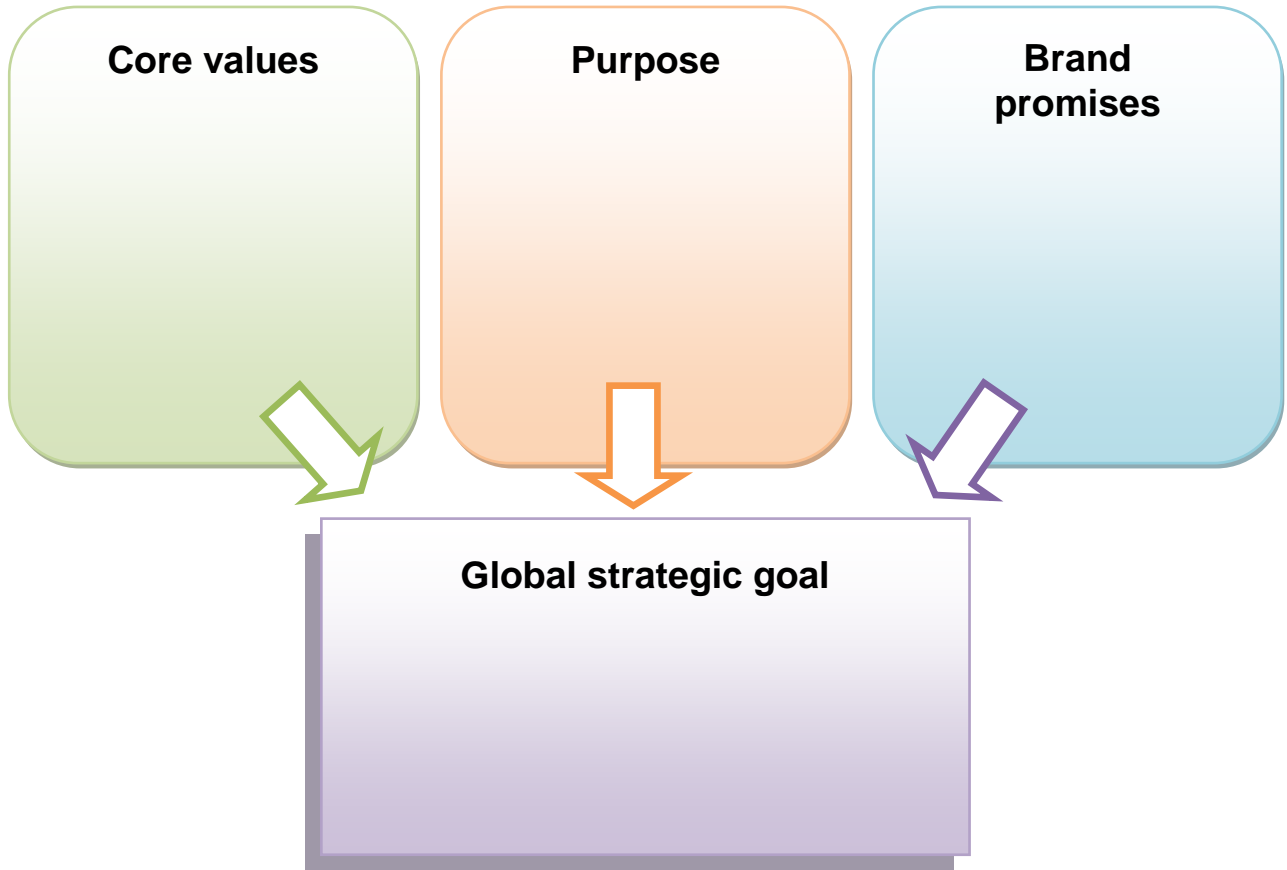 Core values
Purpose
Brand
promises
Global strategic goal